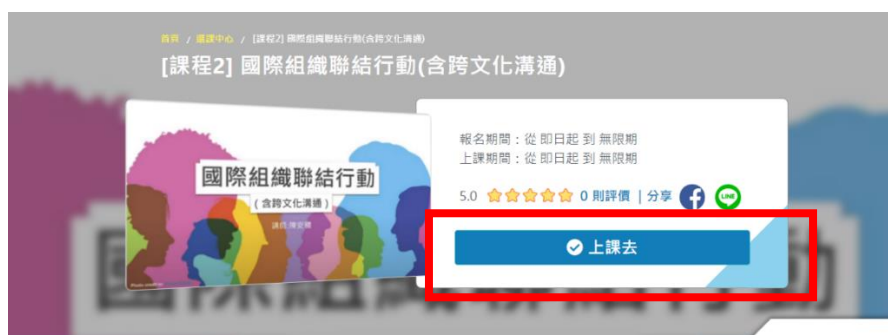 首頁 / 選課中心 / [課程2] 國際組織聯結行動(含跨文化溝通)
[課程2] 國際組織聯結行動(含跨文化溝通)
國際組織聯結行動
(含跨文化溝通)
報名期間：從 即日起 到 無限期
上課期間：從 即日起 到 無限期
5.0 0 則評價 | 分享
LINE
上課去